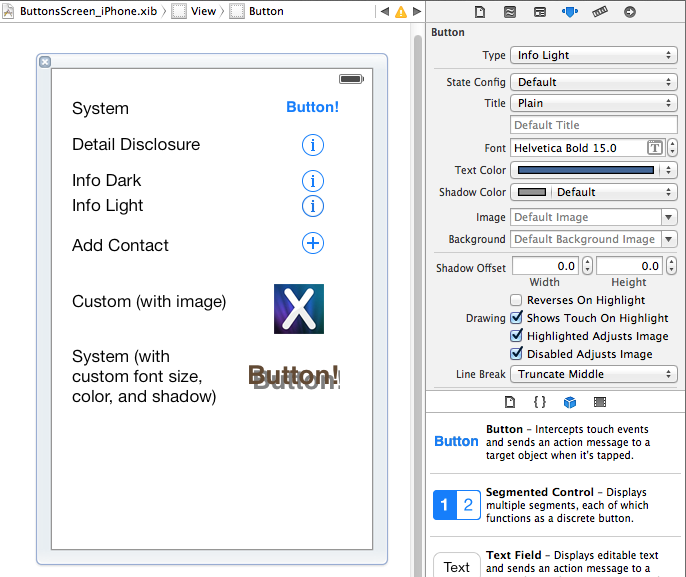 ButtonsScreen_iPhone.xib View Button
System Button!
Detail Disclosure
Info Dark
Info Light
Add Contact
Custom (with image) X
System (with
custom font size,
color, and shadow)
Button!
Button
Type Info Light
State Config Default
Title Plain
Default Title
Font Helvetica Bold 15.0 T
Text Color
Shadow Color Default
Image Default Image
Background Default Background Image
Shadow Offset 0.0 0.0
Width Height
Reverses On Highlight
Drawing Shows Touch On Highlight
Highlighted Adjusts Image
Disabled Adjusts Image
Line Break Truncate Middle
{ }
Button
Button – Intercepts touch events
and sends an action message to a
target object when it's tapped.
1 2
Segmented Control – Displays
multiple segments, each of which
functions as a discrete button.
Text
Text Field – Displays editable text
and sends an action message to a